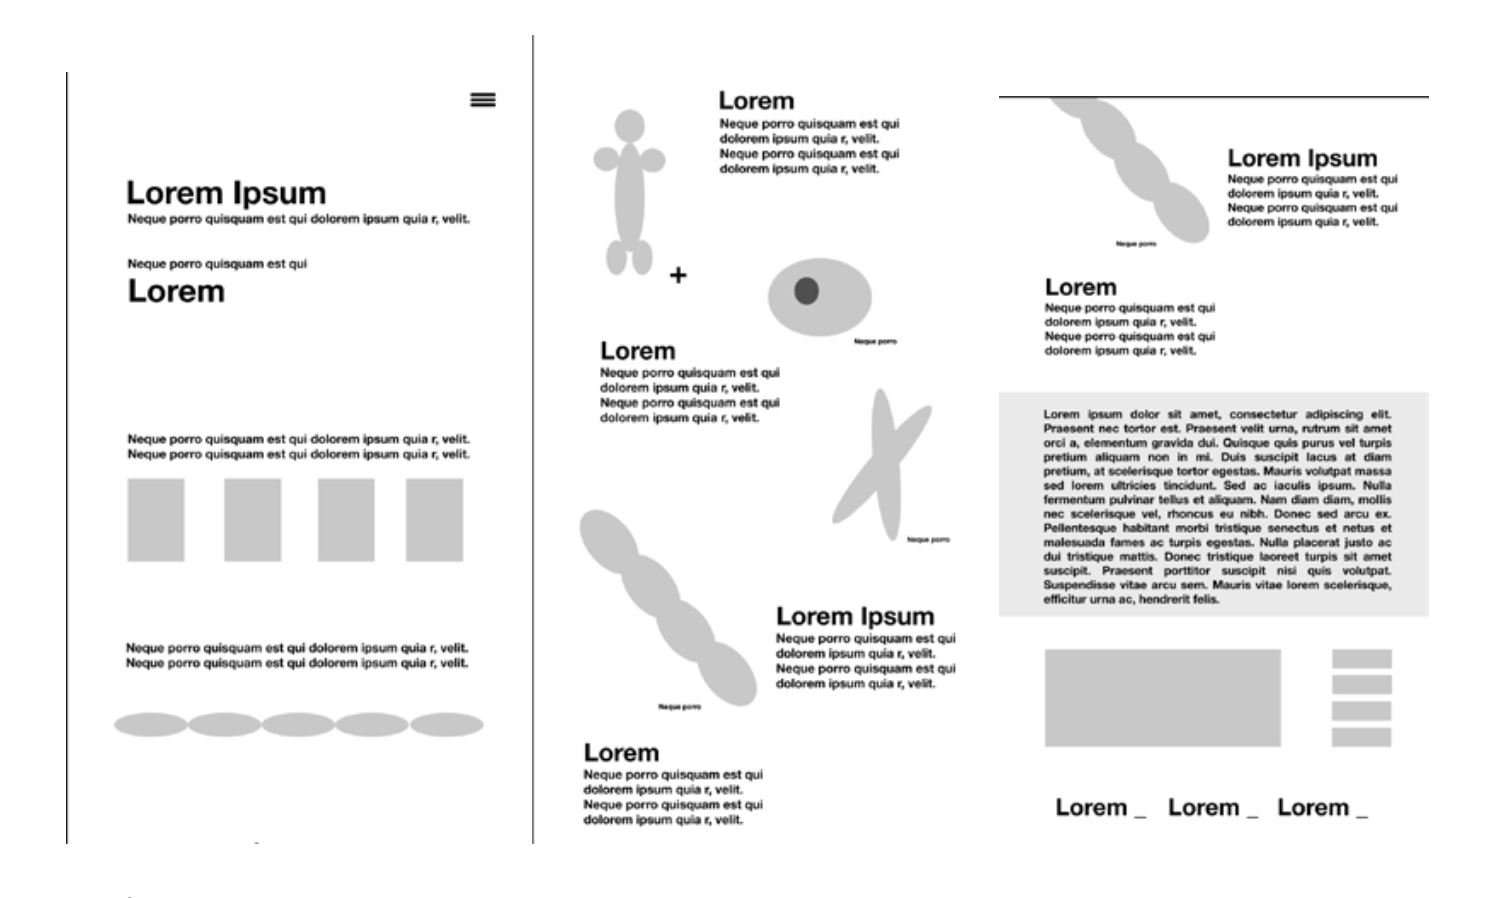 Lorem Ipsum
Neque porro quisquam est qui dolorem ipsum quia r, velit.
Neque porro quisquam est qui
Lorem
Neque porro quisquam est qui dolorem ipsum quia r, velit.
Neque porro quisquam est qui dolorem ipsum quia r, velit.
Neque porro quisquam est qui dolorem ipsum quia r, velit.
Neque porro quisquam est qui dolorem ipsum quia r, velit.
Lorem
Neque porro quisquam est qui
dolorem ipsum quia r, velit.
Neque porro quisquam est qui
dolorem ipsum quia r, velit.
+
Neque porro
Lorem
Neque porro quisquam est qui
dolorem ipsum quia r, velit.
Neque porro quisquam est qui
dolorem ipsum quia r, velit.
Neque porro
Lorem Ipsum
Neque porro quisquam est qui
dolorem ipsum quia r, velit.
Neque porro quisquam est qui
dolorem ipsum quia r, velit.
Neque porro
Lorem
Neque porro quisquam est qui
dolorem ipsum quia r, velit.
Neque porro quisquam est qui
dolorem ipsum quia r, velit.
Lorem Ipsum
Neque porro quisquam est qui
dolorem ipsum quia r, velit.
Neque porro quisquam est qui
dolorem ipsum quia r, velit.
Neque porro
Lorem
Neque porro quisquam est qui
dolorem ipsum quia r, velit.
Neque porro quisquam est qui
dolorem ipsum quia r, velit.
Lorem ipsum dolor sit amet, consectetur adipiscing elit.
Praesent nec tortor est. Praesent velit urna, rutrum sit amet
orci a, elementum gravida dui. Quisque quis purus vel turpis
pretium aliquam non in mi. Duis suscipit lacus at diam
pretium, at scelerisque tortor egestas. Mauris volutpat massa
sed lorem ultricies tincidunt. Sed ac iaculis ipsum. Nulla
fermentum pulvinar tellus et aliquam. Nam diam diam, mollis
nec scelerisque vel, rhoncus eu nibh. Donec sed arcu ex.
Pellentesque habitant morbi tristique senectus et netus et
malesuada fames ac turpis egestas. Nulla placerat justo ac
dui tristique mattis. Donec tristique laoreet turpis sit amet
suscipit. Praesent porttitor suscipit nisi quis volutpat.
Suspendisse vitae arcu sem. Mauris vitae lorem scelerisque,
efficitur urna ac, hendrerit felis.
Lorem _ Lorem _ Lorem _